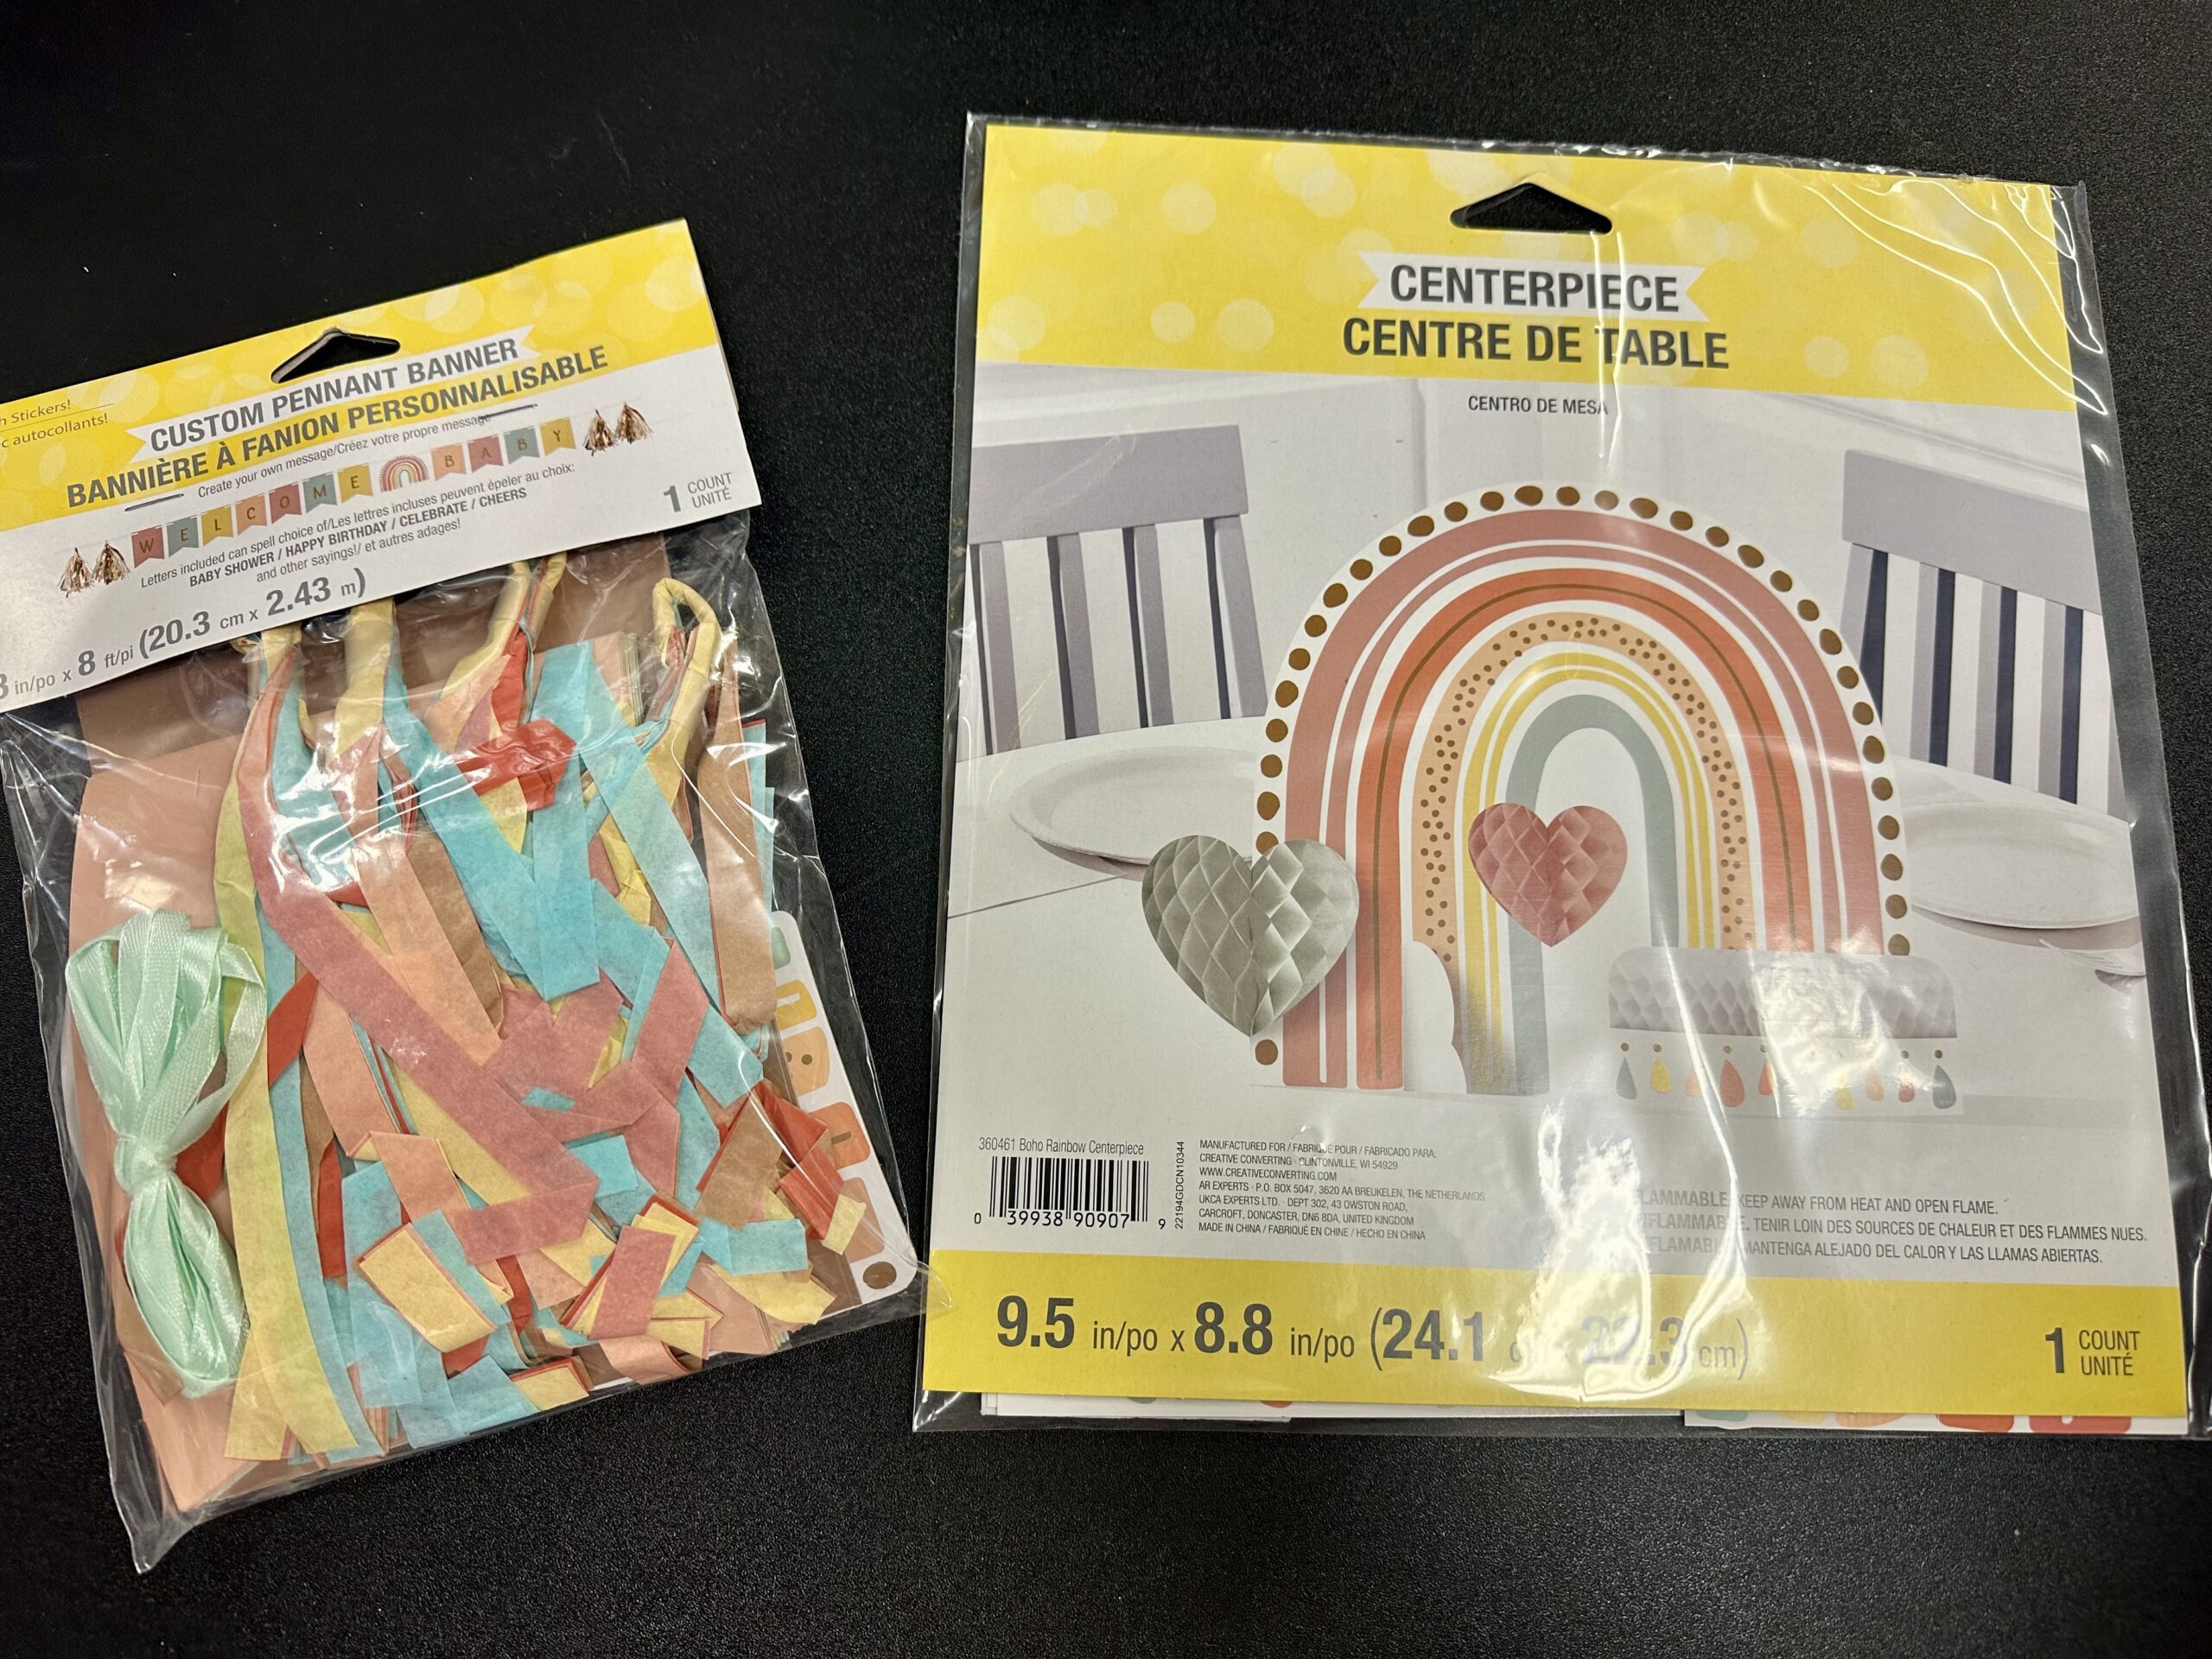 h Stickers!
c autocollants!
CUSTOM PENNANT BANNER
BANNIÈRE À FANION PERSONNALISABLE
Create your own message/Créez votre propre message
WELCOME BABY
Letters included can spell choice of/Les lettres incluses peuvent épeler au choix:
BABY SHOWER / HAPPY BIRTHDAY / CELEBRATE / CHEERS
and other sayings!/ et autres adages!
1 COUNT
UNITÉ
8 in/po x 8 ft/pi (20.3 cm x 2.43 m)
CENTERPIECE
CENTRE DE TABLE
CENTRO DE MESA
360461 Boho Rainbow Centerpiece
0 39938 90907 9
22194GDCN10344
MANUFACTURED FOR / FABRIQUÉ POUR / FABRICADO PARA:
CREATIVE CONVERTING · CLINTONVILLE, WI 54929
WWW.CREATIVECONVERTING.COM
AR EXPERTS · P.O. BOX 5047, 3620 AA BREUKELEN, THE NETHERLANDS
UKCA EXPERTS LTD. · DEPT 302, 43 OWSTON ROAD,
CARCROFT, DONCASTER, DN6 8DA, UNITED KINGDOM
MADE IN CHINA / FABRIQUÉ EN CHINE / HECHO EN CHINA
FLAMMABLE. KEEP AWAY FROM HEAT AND OPEN FLAME.
INFLAMMABLE. TENIR LOIN DES SOURCES DE CHALEUR ET DES FLAMMES NUES.
INFLAMABLE. MANTENGA ALEJADO DEL CALOR Y LAS LLAMAS ABIERTAS.
9.5 in/po x 8.8 in/po (24.1 cm x 22.3 cm)
1 COUNT
UNITÉ